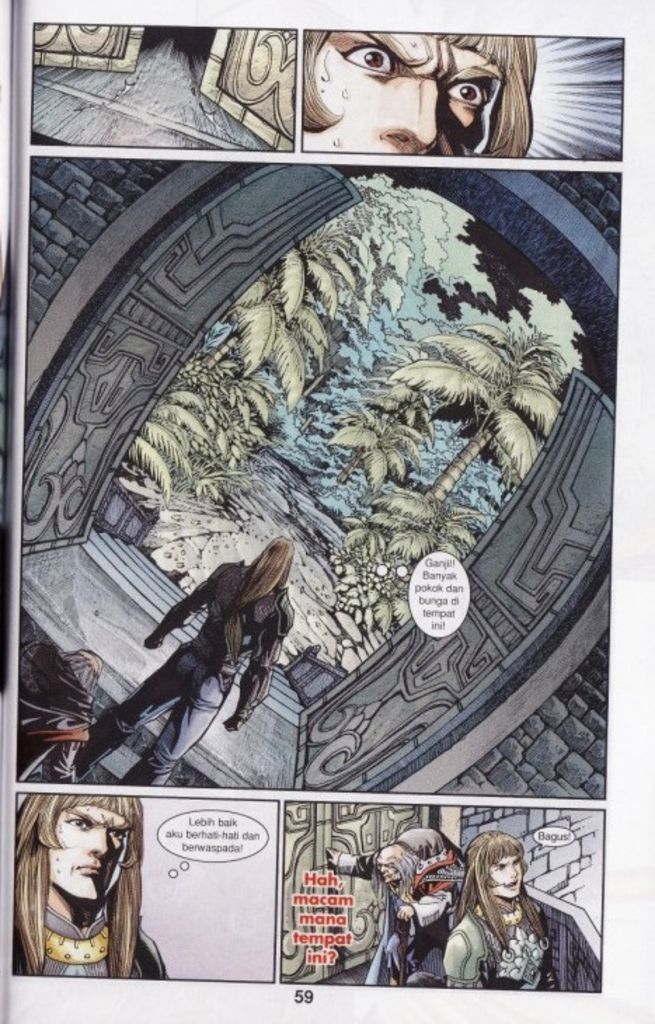 Ganjil!
Banyak
pokok dan
bunga di
tempat
ini!
Lebih baik
aku berhati-hati dan
berwaspada!
Hah,
macam
mana
tempat
ini?
Bagus!
59